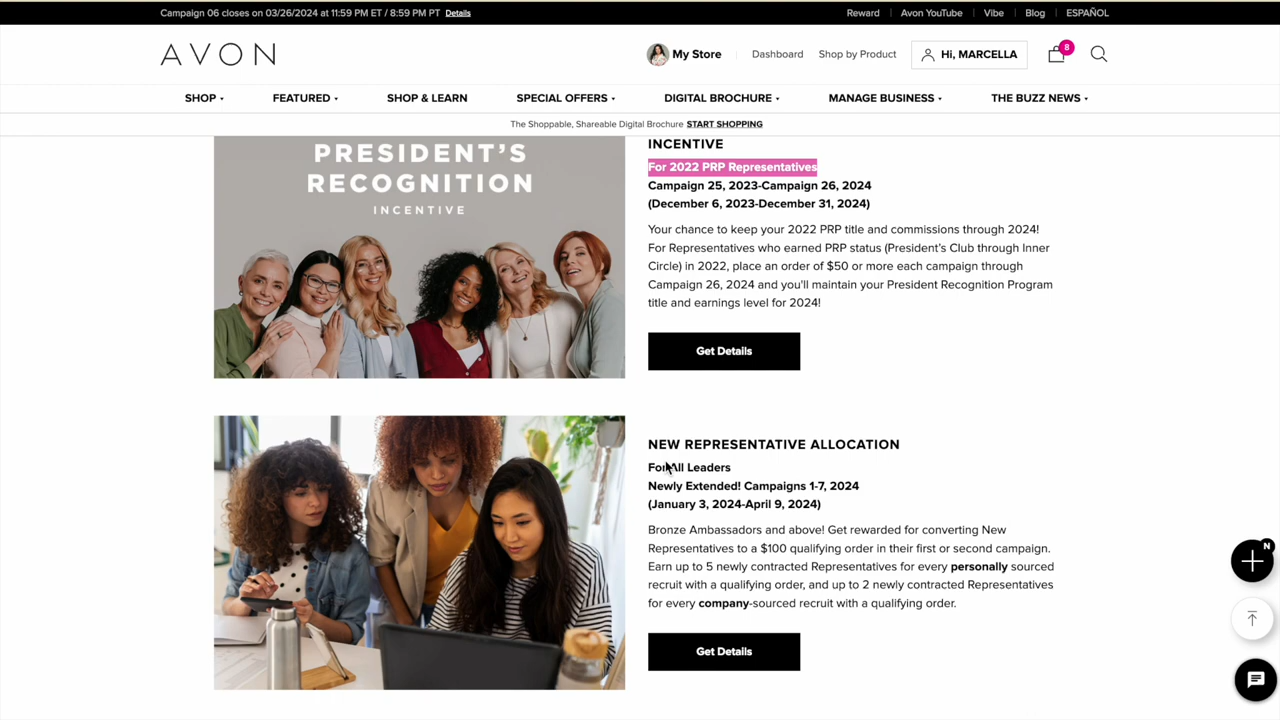 Campaign 06 closes on 03/26/2024 at 11:59 PM ET / 8:59 PM PT Details
Reward Avon YouTube Vibe Blog ESPAÑOL
AVON
My Store Dashboard Shop by Product Hi, MARCELLA 8
SHOP FEATURED SHOP & LEARN SPECIAL OFFERS DIGITAL BROCHURE MANAGE BUSINESS THE BUZZ NEWS
The Shoppable, Shareable Digital Brochure START SHOPPING
PRESIDENT'S
RECOGNITION
INCENTIVE
INCENTIVE
For 2022 PRP Representatives
Campaign 25, 2023-Campaign 26, 2024
(December 6, 2023-December 31, 2024)
Your chance to keep your 2022 PRP title and commissions through 2024!
For Representatives who earned PRP status (President's Club through Inner
Circle) in 2022, place an order of $50 or more each campaign through
Campaign 26, 2024 and you'll maintain your President Recognition Program
title and earnings level for 2024!
Get Details
NEW REPRESENTATIVE ALLOCATION
For All Leaders
Newly Extended! Campaigns 1-7, 2024
(January 3, 2024-April 9, 2024)
Bronze Ambassadors and above! Get rewarded for converting New
Representatives to a $100 qualifying order in their first or second campaign.
Earn up to 5 newly contracted Representatives for every personally sourced
recruit with a qualifying order, and up to 2 newly contracted Representatives
for every company-sourced recruit with a qualifying order.
Get Details
N